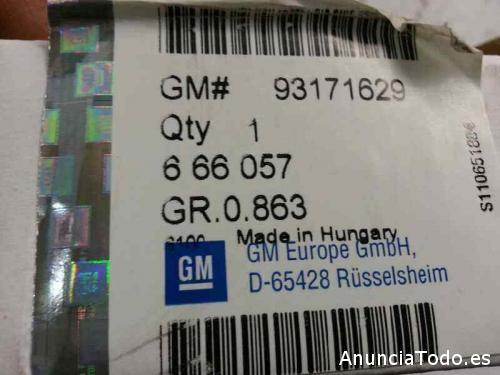 GM# 93171629
Qty 1
6 66 057
GR.0.863
Made in Hungary
GM
GM Europe GmbH,
D-65428 Rüsselsheim
AnunciaTodo.es